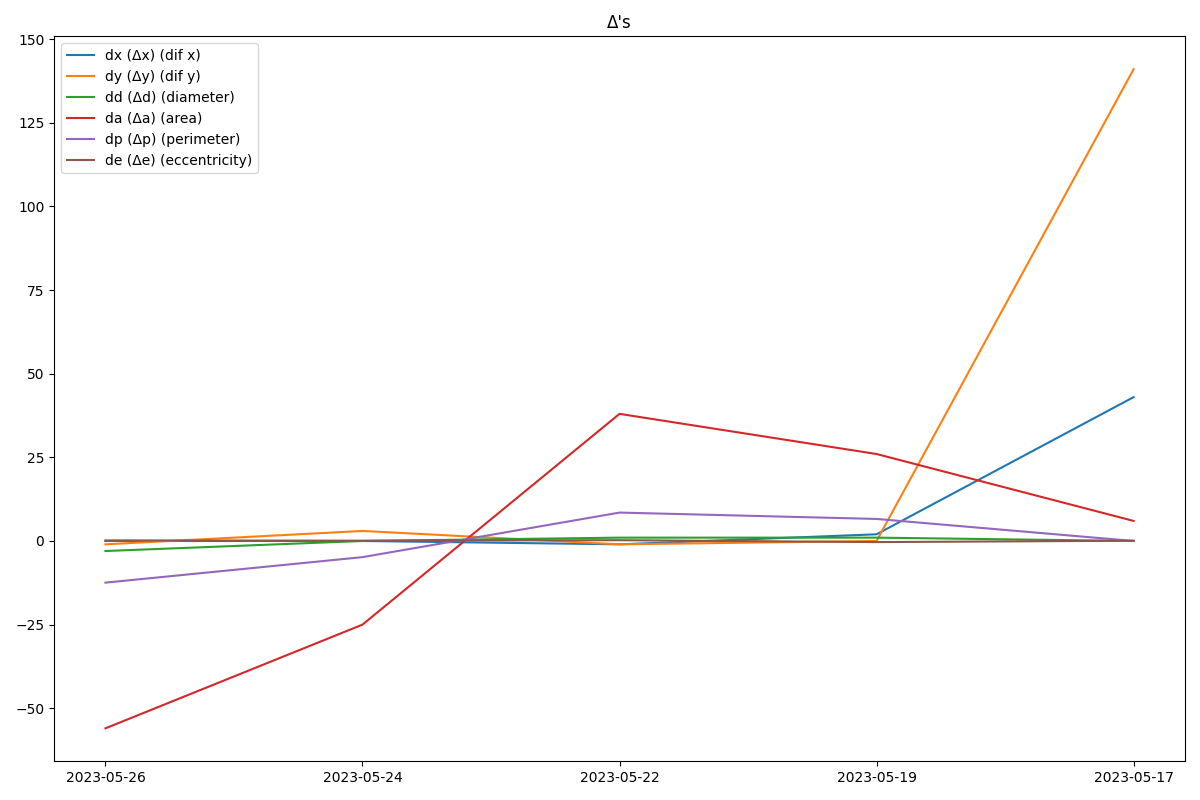 Δ's
150
125
100
75
50
25
0
−25
−50
dx (Δx) (dif x)
dy (Δy) (dif y)
dd (Δd) (diameter)
da (Δa) (area)
dp (Δp) (perimeter)
de (Δe) (eccentricity)
2023-05-26 2023-05-24 2023-05-22 2023-05-19 2023-05-17